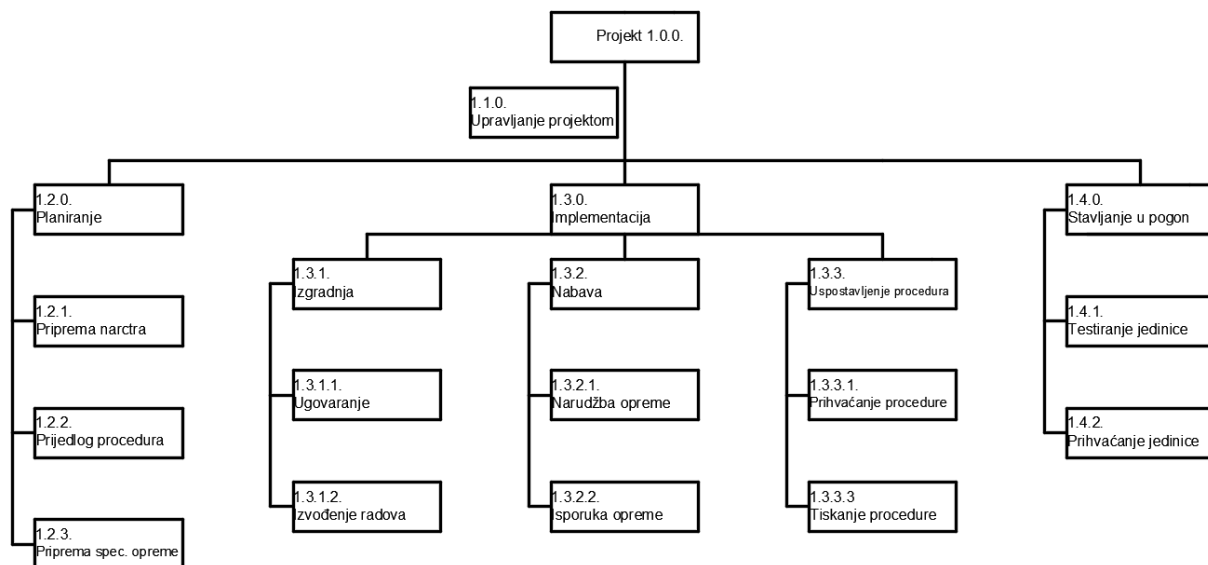 Projekt 1.0.0.
1.1.0.
Upravljanje projektom
1.2.0.
Planiranje
1.3.0.
Implementacija
1.4.0.
Stavljanje u pogon
1.3.1.
Izgradnja
1.3.2.
Nabava
1.3.3.
Uspostavljenje procedura
1.2.1.
Priprema narctra
1.4.1.
Testiranje jedinice
1.3.1.1.
Ugovaranje
1.3.2.1.
Narudžba opreme
1.3.3.1.
Prihvaćanje procedure
1.2.2.
Prijedlog procedura
1.4.2.
Prihvaćanje jedinice
1.3.1.2.
Izvođenje radova
1.3.2.2.
Isporuka opreme
1.3.3.3
Tiskanje procedure
1.2.3.
Priprema spec. opreme